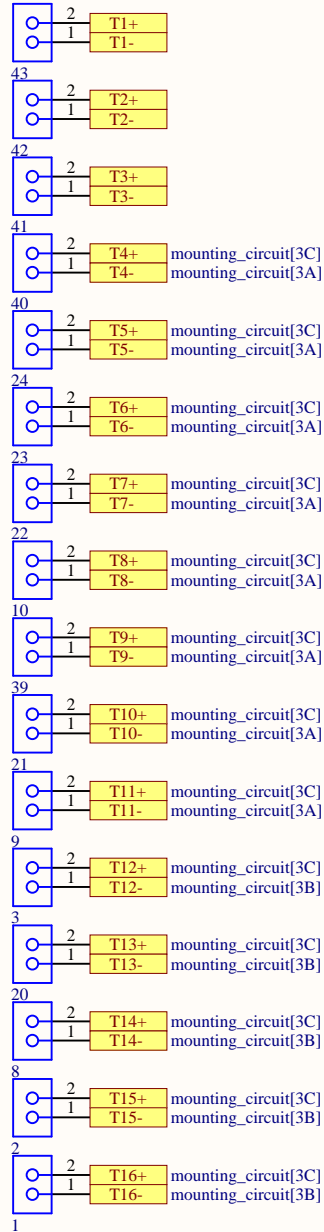 2 T1+
1 T1-
43
2 T2+
1 T2-
42
2 T3+
1 T3-
41
2 T4+ mounting_circuit[3C]
1 T4- mounting_circuit[3A]
40
2 T5+ mounting_circuit[3C]
1 T5- mounting_circuit[3A]
24
2 T6+ mounting_circuit[3C]
1 T6- mounting_circuit[3A]
23
2 T7+ mounting_circuit[3C]
1 T7- mounting_circuit[3A]
22
2 T8+ mounting_circuit[3C]
1 T8- mounting_circuit[3A]
10
2 T9+ mounting_circuit[3C]
1 T9- mounting_circuit[3A]
39
2 T10+ mounting_circuit[3C]
1 T10- mounting_circuit[3A]
21
2 T11+ mounting_circuit[3C]
1 T11- mounting_circuit[3A]
9
2 T12+ mounting_circuit[3C]
1 T12- mounting_circuit[3B]
3
2 T13+ mounting_circuit[3C]
1 T13- mounting_circuit[3B]
20
2 T14+ mounting_circuit[3C]
1 T14- mounting_circuit[3B]
8
2 T15+ mounting_circuit[3C]
1 T15- mounting_circuit[3B]
2
2 T16+ mounting_circuit[3C]
1 T16- mounting_circuit[3B]
1